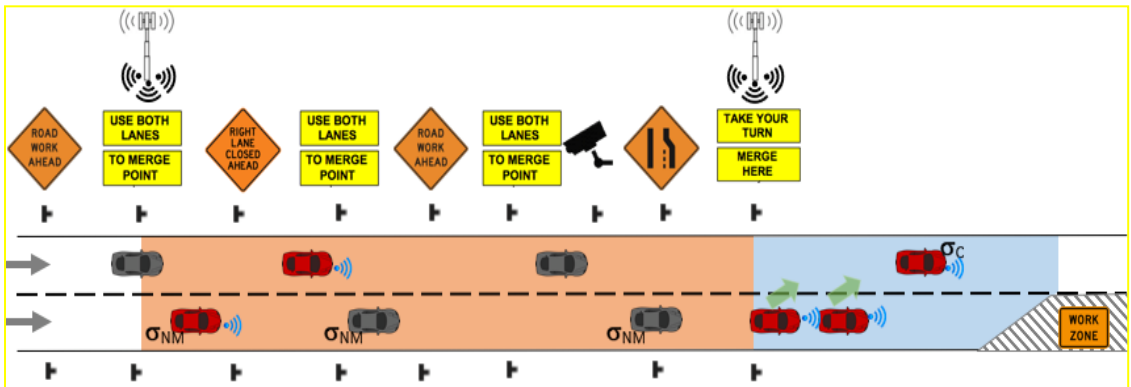 ROAD
WORK
AHEAD
USE BOTH
LANES
TO MERGE
POINT
RIGHT
LANE
CLOSED
AHEAD
USE BOTH
LANES
TO MERGE
POINT
ROAD
WORK
AHEAD
USE BOTH
LANES
TO MERGE
POINT
TAKE YOUR
TURN
MERGE
HERE
σC
σNM
σNM
σNM
WORK
ZONE